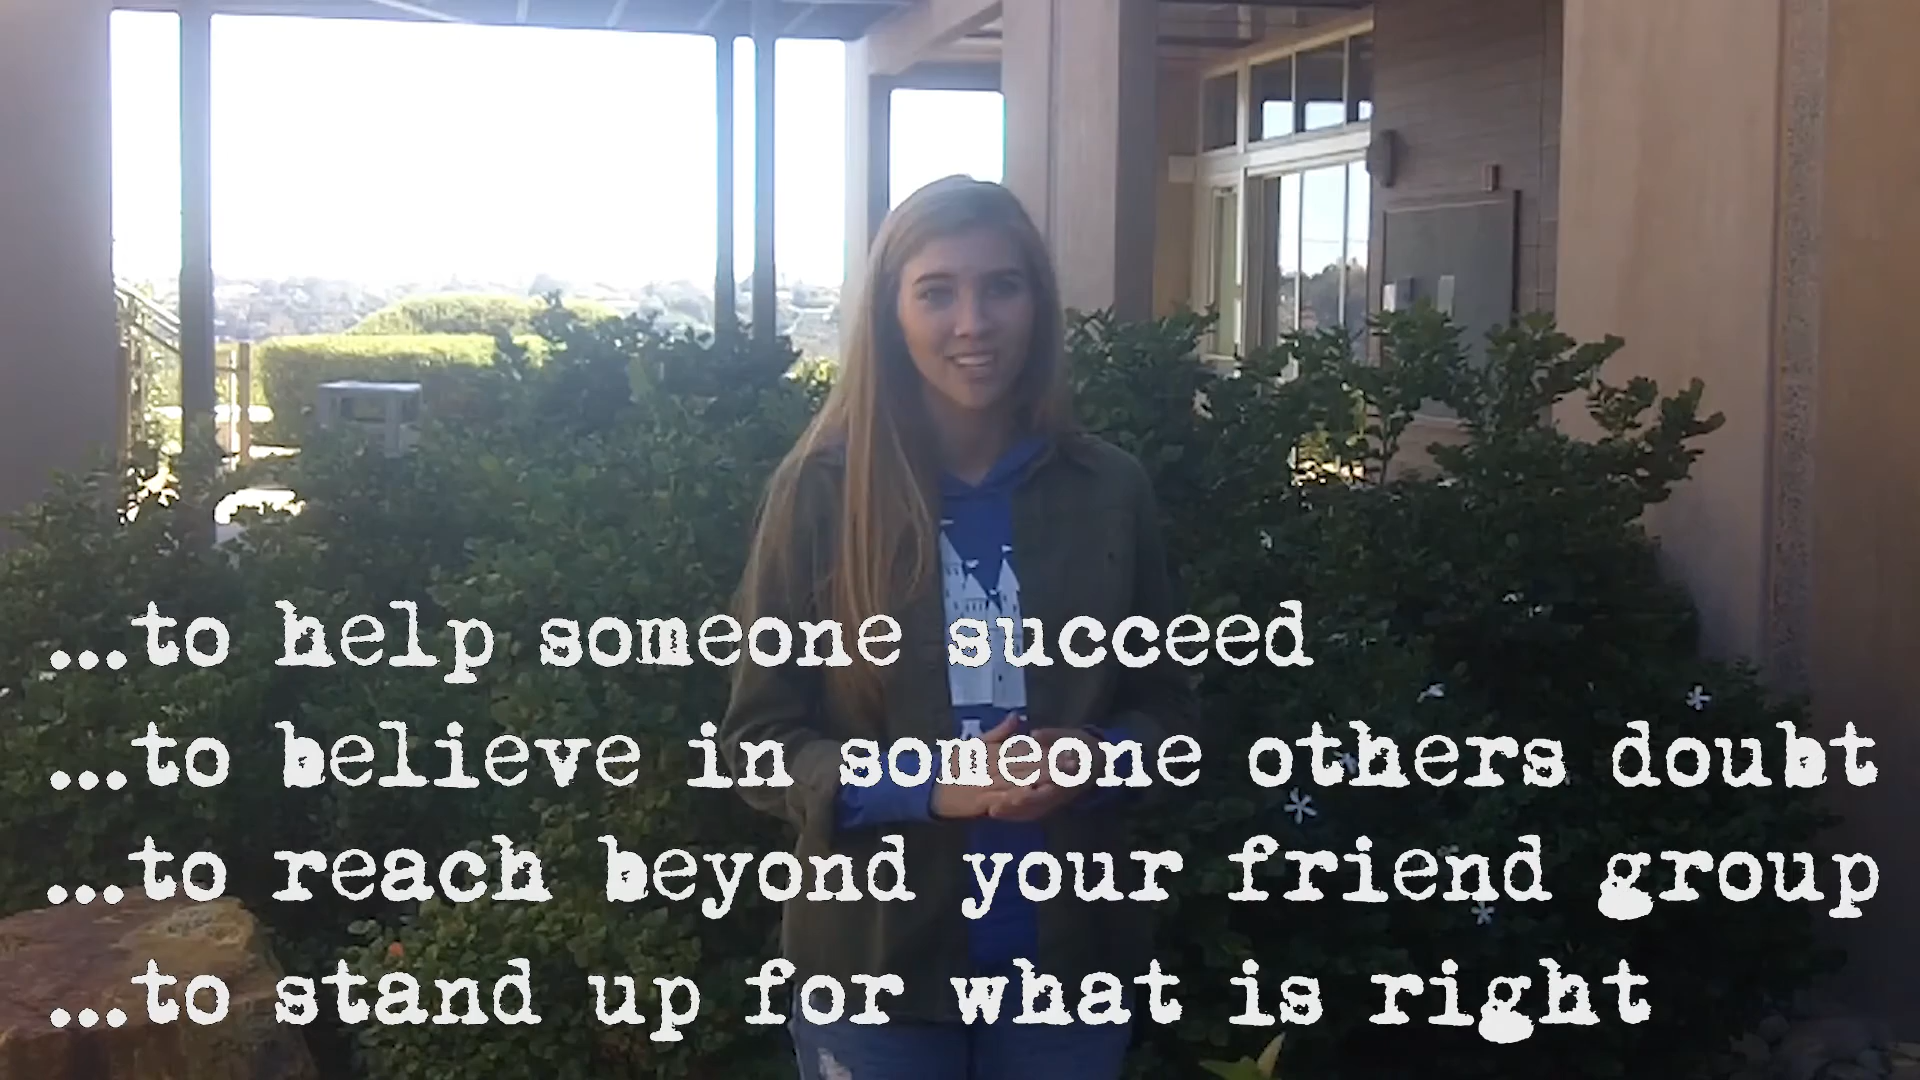 ...to help someone succeed
...to believe in someone others doubt
...to reach beyond your friend group
...to stand up for what is right